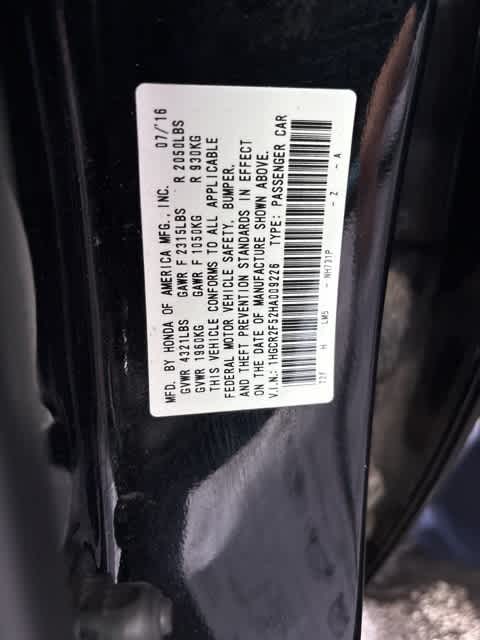 MFD. BY HONDA OF AMERICA MFG., INC. 07/'16
GVWR 4321LBS GAWR F 2315LBS R 2050LBS
GVWR 1960KG GAWR F 1050KG R 930KG
THIS VEHICLE CONFORMS TO ALL APPLICABLE
FEDERAL MOTOR VEHICLE SAFETY, BUMPER,
AND THEFT PREVENTION STANDARDS IN EFFECT
ON THE DATE OF MANUFACTURE SHOWN ABOVE.
V.I.N.: 1HGCR2F52HA009226 TYPE: PASSENGER CAR
T2F H LM5 - NH731P - Z - A